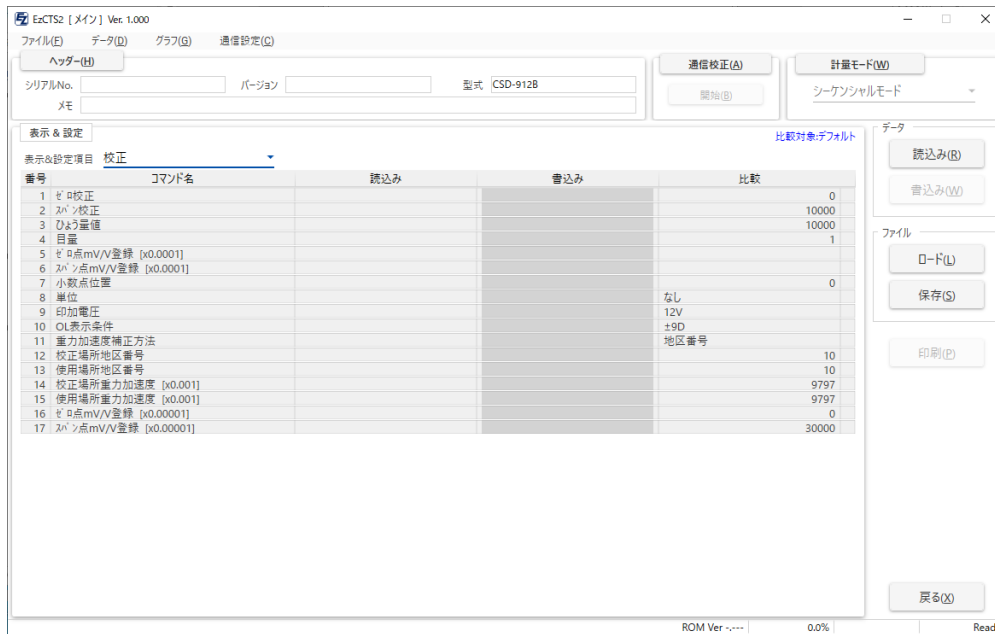 EzCTS2 [ メイン ] Ver. 1.000
ファイル(F) データ(D) グラフ(G) 通信設定(C)
ヘッダー(H)
シリアルNo. バージョン 型式 CSD-912B
メモ
通信校正(A)
開始(B)
計量モード(W)
シーケンシャルモード
表示 & 設定
比較対象:デフォルト
表示&設定項目 校正
番号 コマンド名 読込み 書込み 比較
1 ｾﾞﾛ校正 0
2 ｽﾊﾟﾝ校正 10000
3 ひょう量値 10000
4 目量 1
5 ｾﾞﾛ点mV/V登録 [x0.0001]
6 ｽﾊﾟﾝ点mV/V登録 [x0.0001]
7 小数点位置 0
8 単位 なし
9 印加電圧 12V
10 OL表示条件 ±9D
11 重力加速度補正方法 地区番号
12 校正場所地区番号 10
13 使用場所地区番号 10
14 校正場所重力加速度 [x0.001] 9797
15 使用場所重力加速度 [x0.001] 9797
16 ｾﾞﾛ点mV/V登録 [x0.00001] 0
17 ｽﾊﾟﾝ点mV/V登録 [x0.00001] 30000
データ
読込み(R)
書込み(W)
ファイル
ロード(L)
保存(S)
印刷(P)
戻る(X)
ROM Ver -.--- 0.0% Read